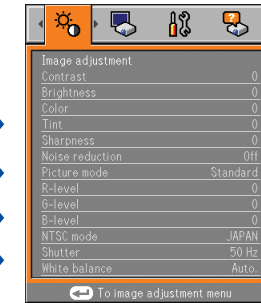 Image adjustment
Contrast 0
Brightness 0
Color 0
Tint 0
Sharpness 0
Noise reduction Off
Picture mode Standard
R-level 0
G-level 0
B-level 0
NTSC mode JAPAN
Shutter 50 Hz
White balance Auto.
To image adjustment menu